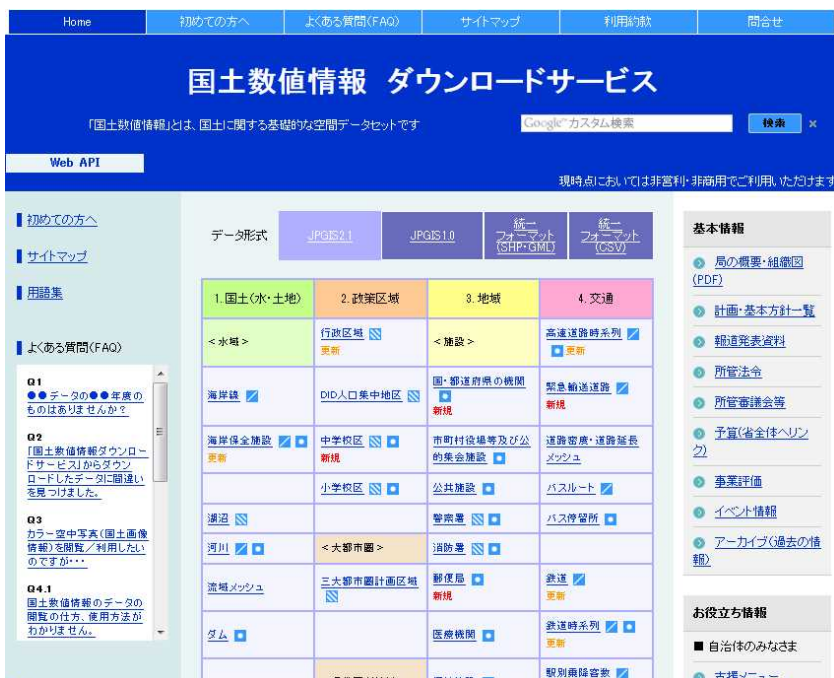 Home
初めての方へ
よくある質問(FAQ)
サイトマップ
利用約款
問合せ
国土数値情報 ダウンロードサービス
「国土数値情報」とは、国土に関する基礎的な空間データセットです
Google™ カスタム検索
検索
×
Web API
現時点においては非営利・非商用でご利用いただけます
初めての方へ
サイトマップ
用語集
よくある質問(FAQ)
Q1
●●データの●●年度の
ものはありませんか？
Q2
「国土数値情報ダウンロー
ドサービス」からダウン
ロードしたデータに間違い
を見つけました。
Q3
カラー空中写真(国土画像
情報)を閲覧／利用したい
のですが・・・
Q4.1
国土数値情報のデータの
閲覧の仕方、使用方法が
わかりません。
データ形式
JPGIS2.1
JPGIS1.0
統一
フォーマット
(SHP・GML)
統一
フォーマット
(CSV)
1.国土(水・土地)
2.政策区域
3.地域
4.交通
<水域>
行政区域
更新
<施設>
高速道路時系列
更新
海岸線
DID人口集中地区
国・都道府県の機関
新規
緊急輸送道路
新規
海岸保全施設
更新
中学校区
新規
市町村役場等及び公
的集会施設
道路密度・道路延長
メッシュ
小学校区
公共施設
バスルート
湖沼
警察署
バス停留所
河川
<大都市圏>
消防署
流域メッシュ
三大都市圏計画区域
郵便局
新規
鉄道
更新
ダム
医療機関
鉄道時系列
更新
駅別乗降客数
基本情報
局の概要・組織図
(PDF)
計画・基本方針一覧
報道発表資料
所管法令
所管審議会等
予算(省全体へリン
ク)
事業評価
イベント情報
アーカイブ(過去の情
報)
お役立ち情報
■ 自治体のみなさま
支援メニュー